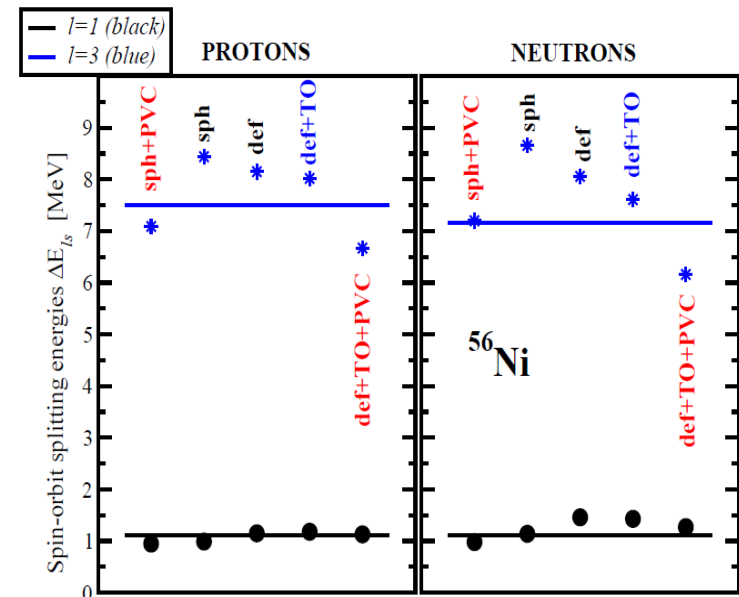 l=1 (black)
l=3 (blue)
PROTONS
NEUTRONS
Spin-orbit splitting energies ΔE_ls [MeV]
9
8
7
6
5
4
3
2
1
0
sph+PVC
sph
def
def+TO
def+TO+PVC
sph+PVC
sph
def
def+TO
def+TO+PVC
⁵⁶Ni